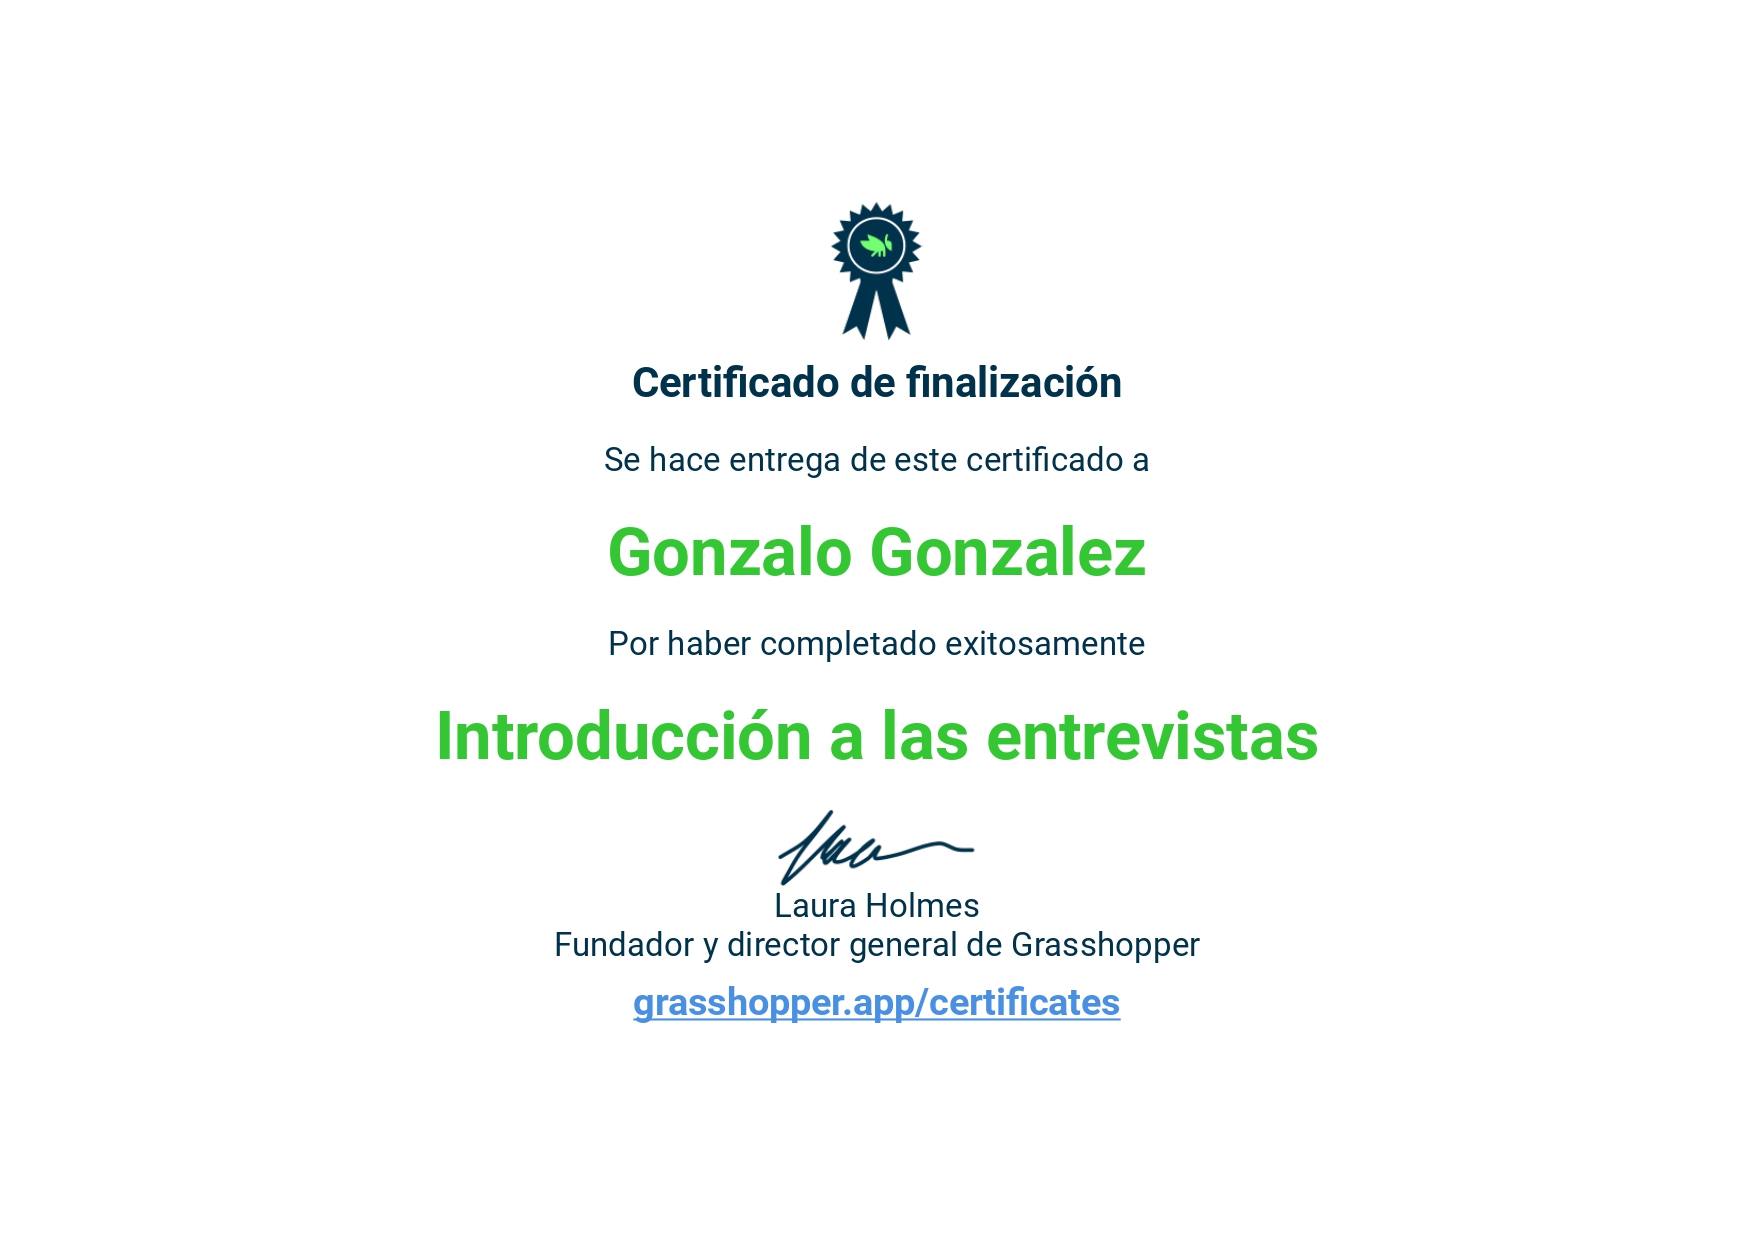 Certificado de finalización
Se hace entrega de este certificado a
Gonzalo Gonzalez
Por haber completado exitosamente
Introducción a las entrevistas
Laura Holmes
Fundador y director general de Grasshopper
grasshopper.app/certificates